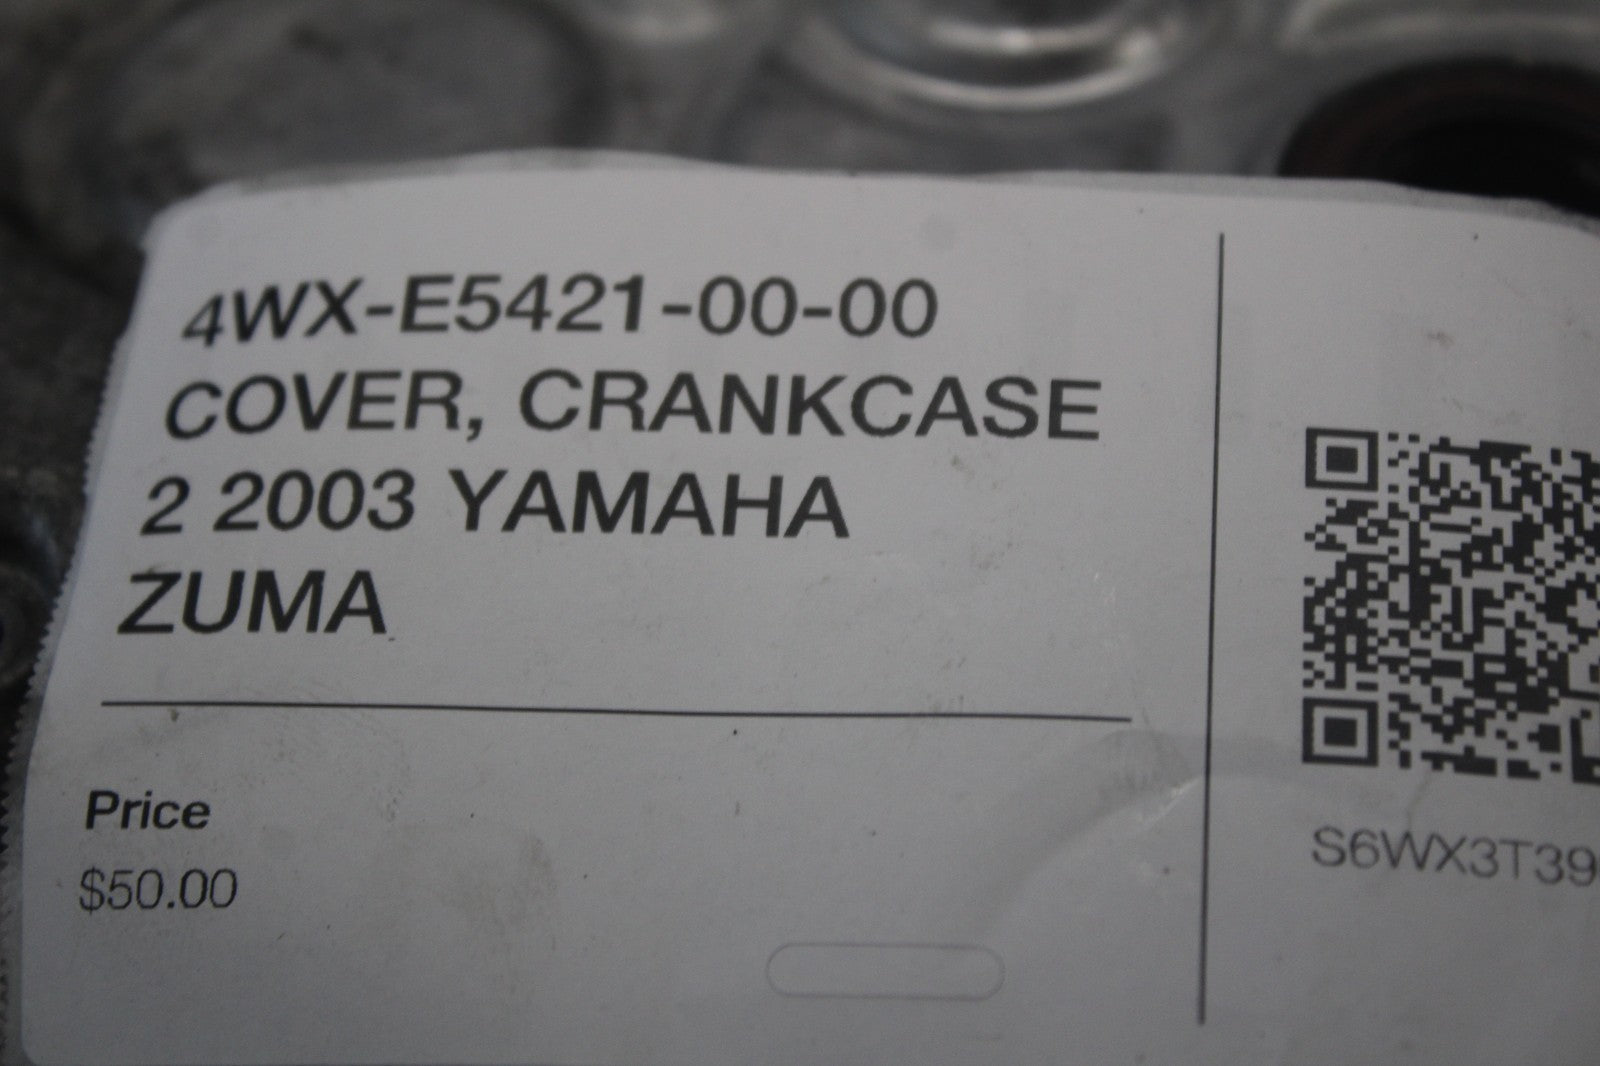 4WX-E5421-00-00
COVER, CRANKCASE
2 2003 YAMAHA
ZUMA
Price
$50.00
S6WX3T39